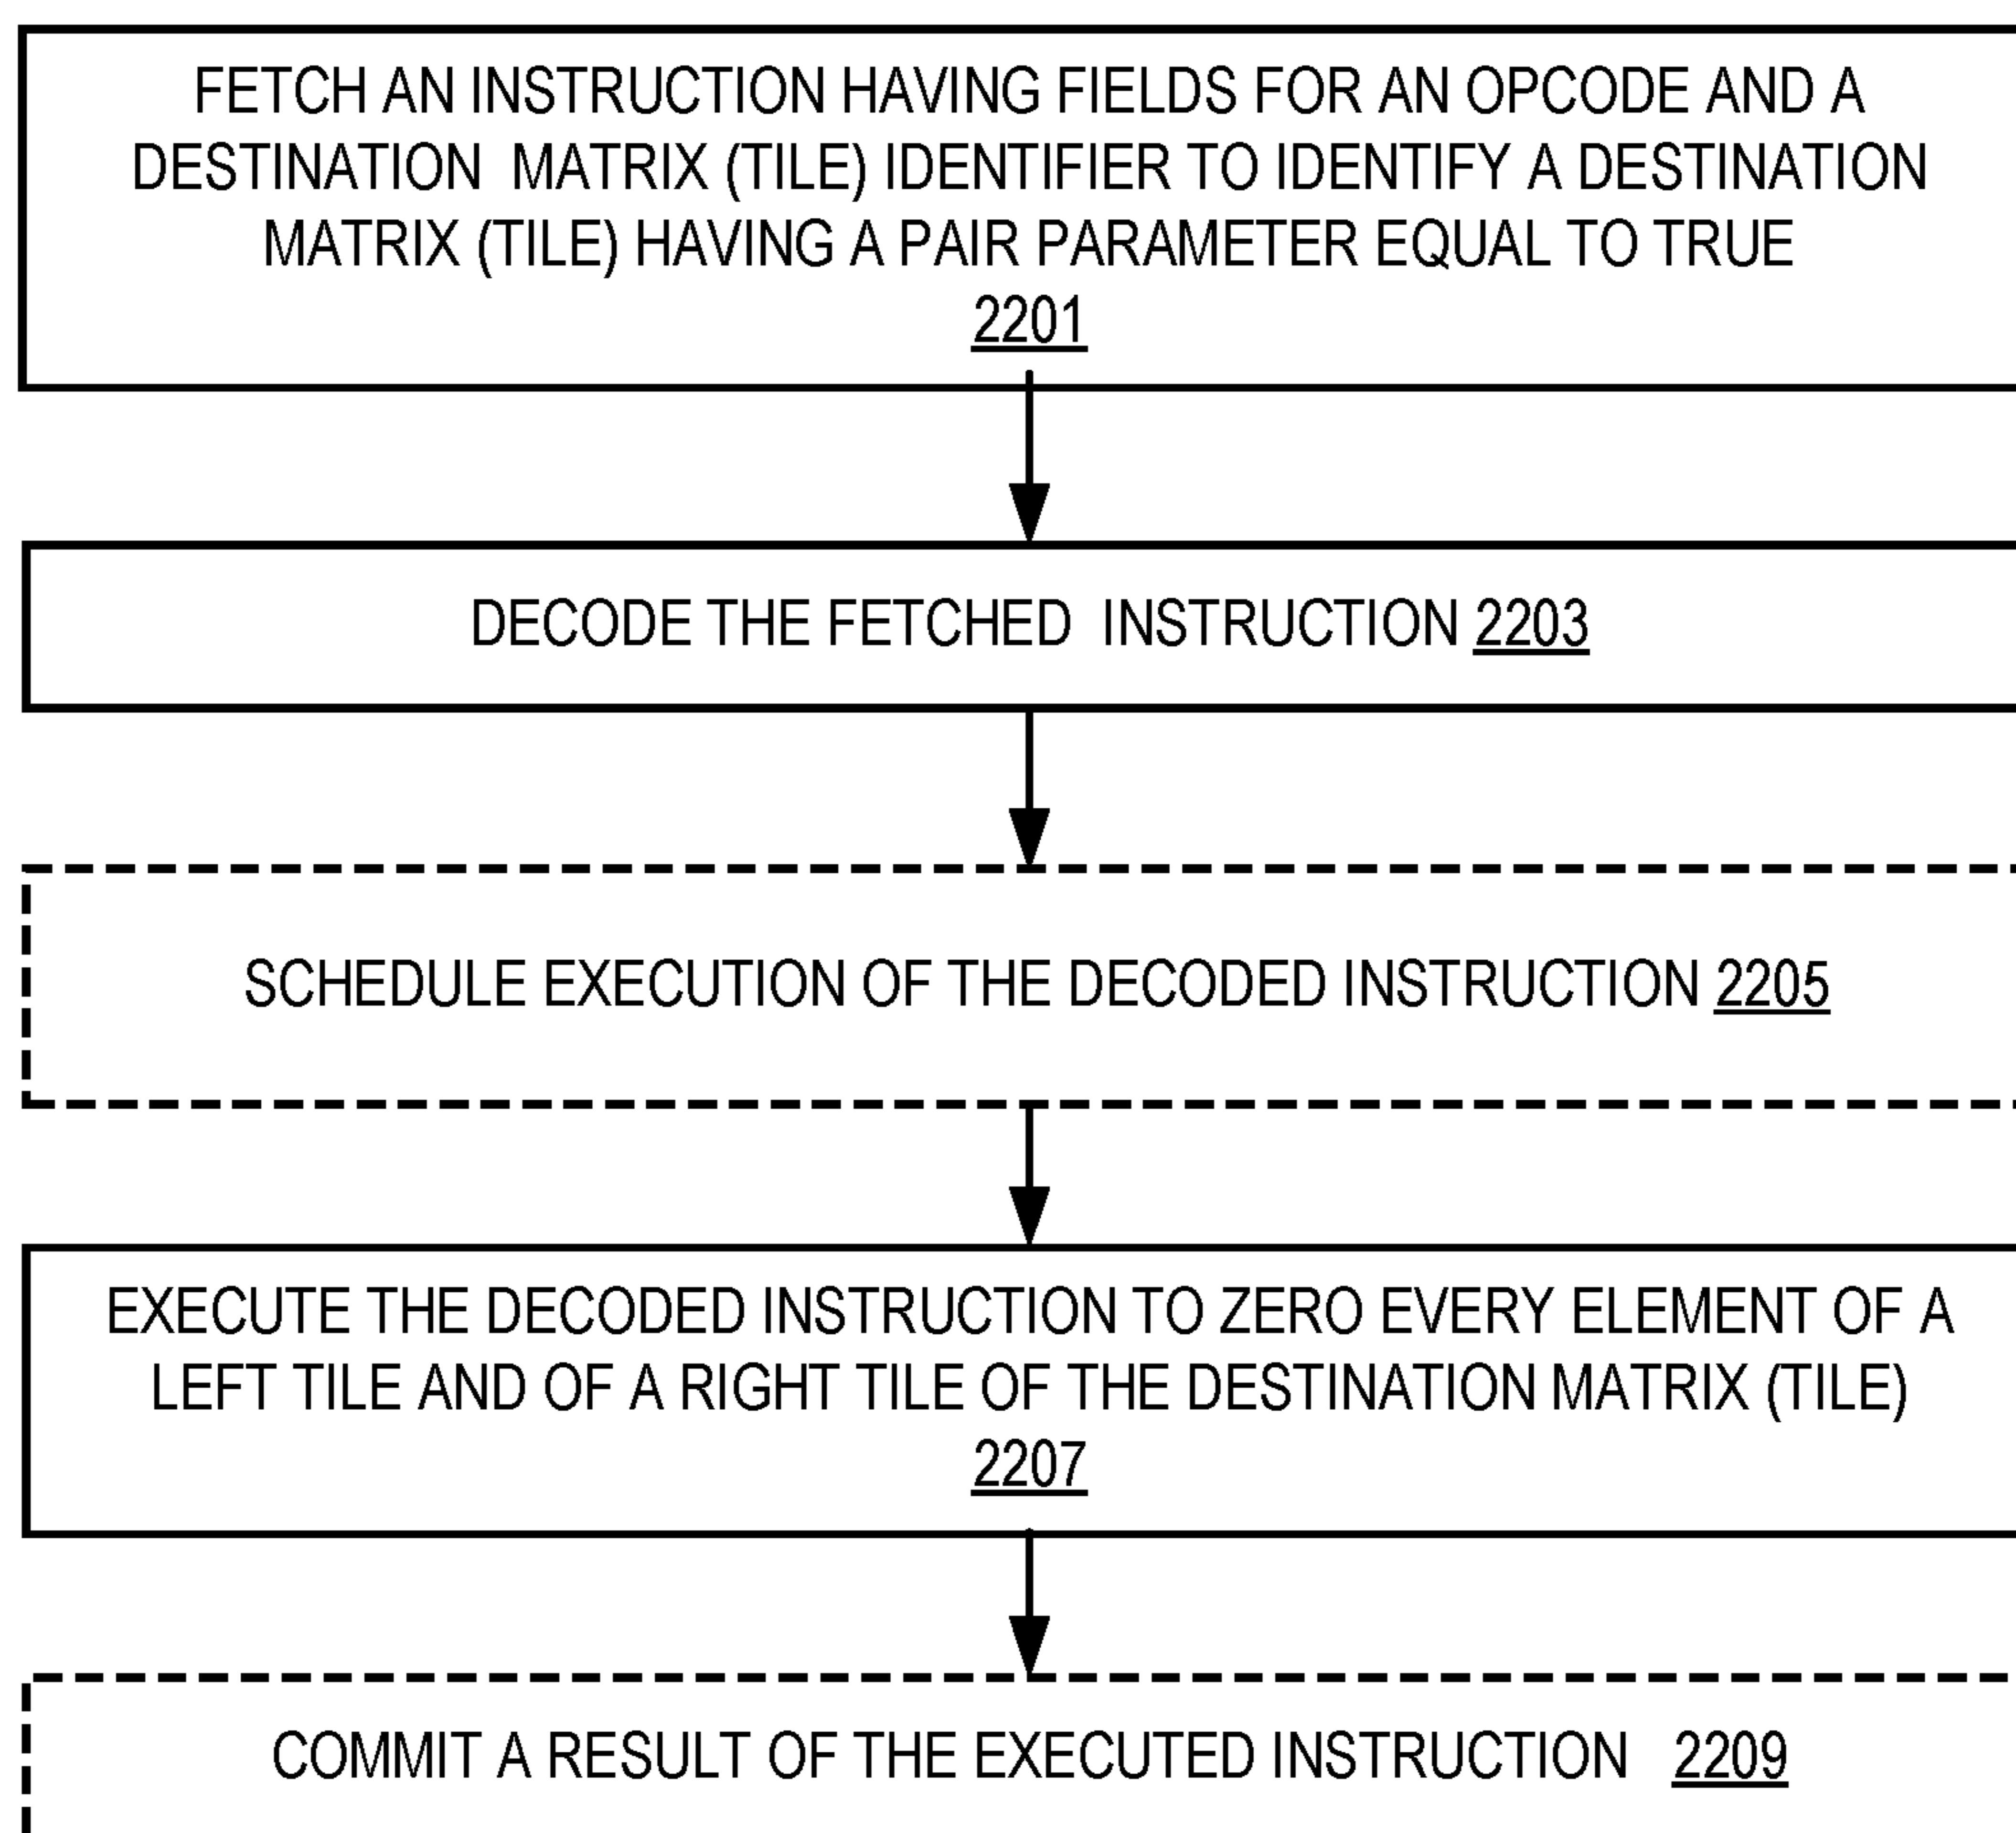 FETCH AN INSTRUCTION HAVING FIELDS FOR AN OPCODE AND A
DESTINATION MATRIX (TILE) IDENTIFIER TO IDENTIFY A DESTINATION
MATRIX (TILE) HAVING A PAIR PARAMETER EQUAL TO TRUE
2201
DECODE THE FETCHED INSTRUCTION 2203
SCHEDULE EXECUTION OF THE DECODED INSTRUCTION 2205
EXECUTE THE DECODED INSTRUCTION TO ZERO EVERY ELEMENT OF A
LEFT TILE AND OF A RIGHT TILE OF THE DESTINATION MATRIX (TILE)
2207
COMMIT A RESULT OF THE EXECUTED INSTRUCTION 2209